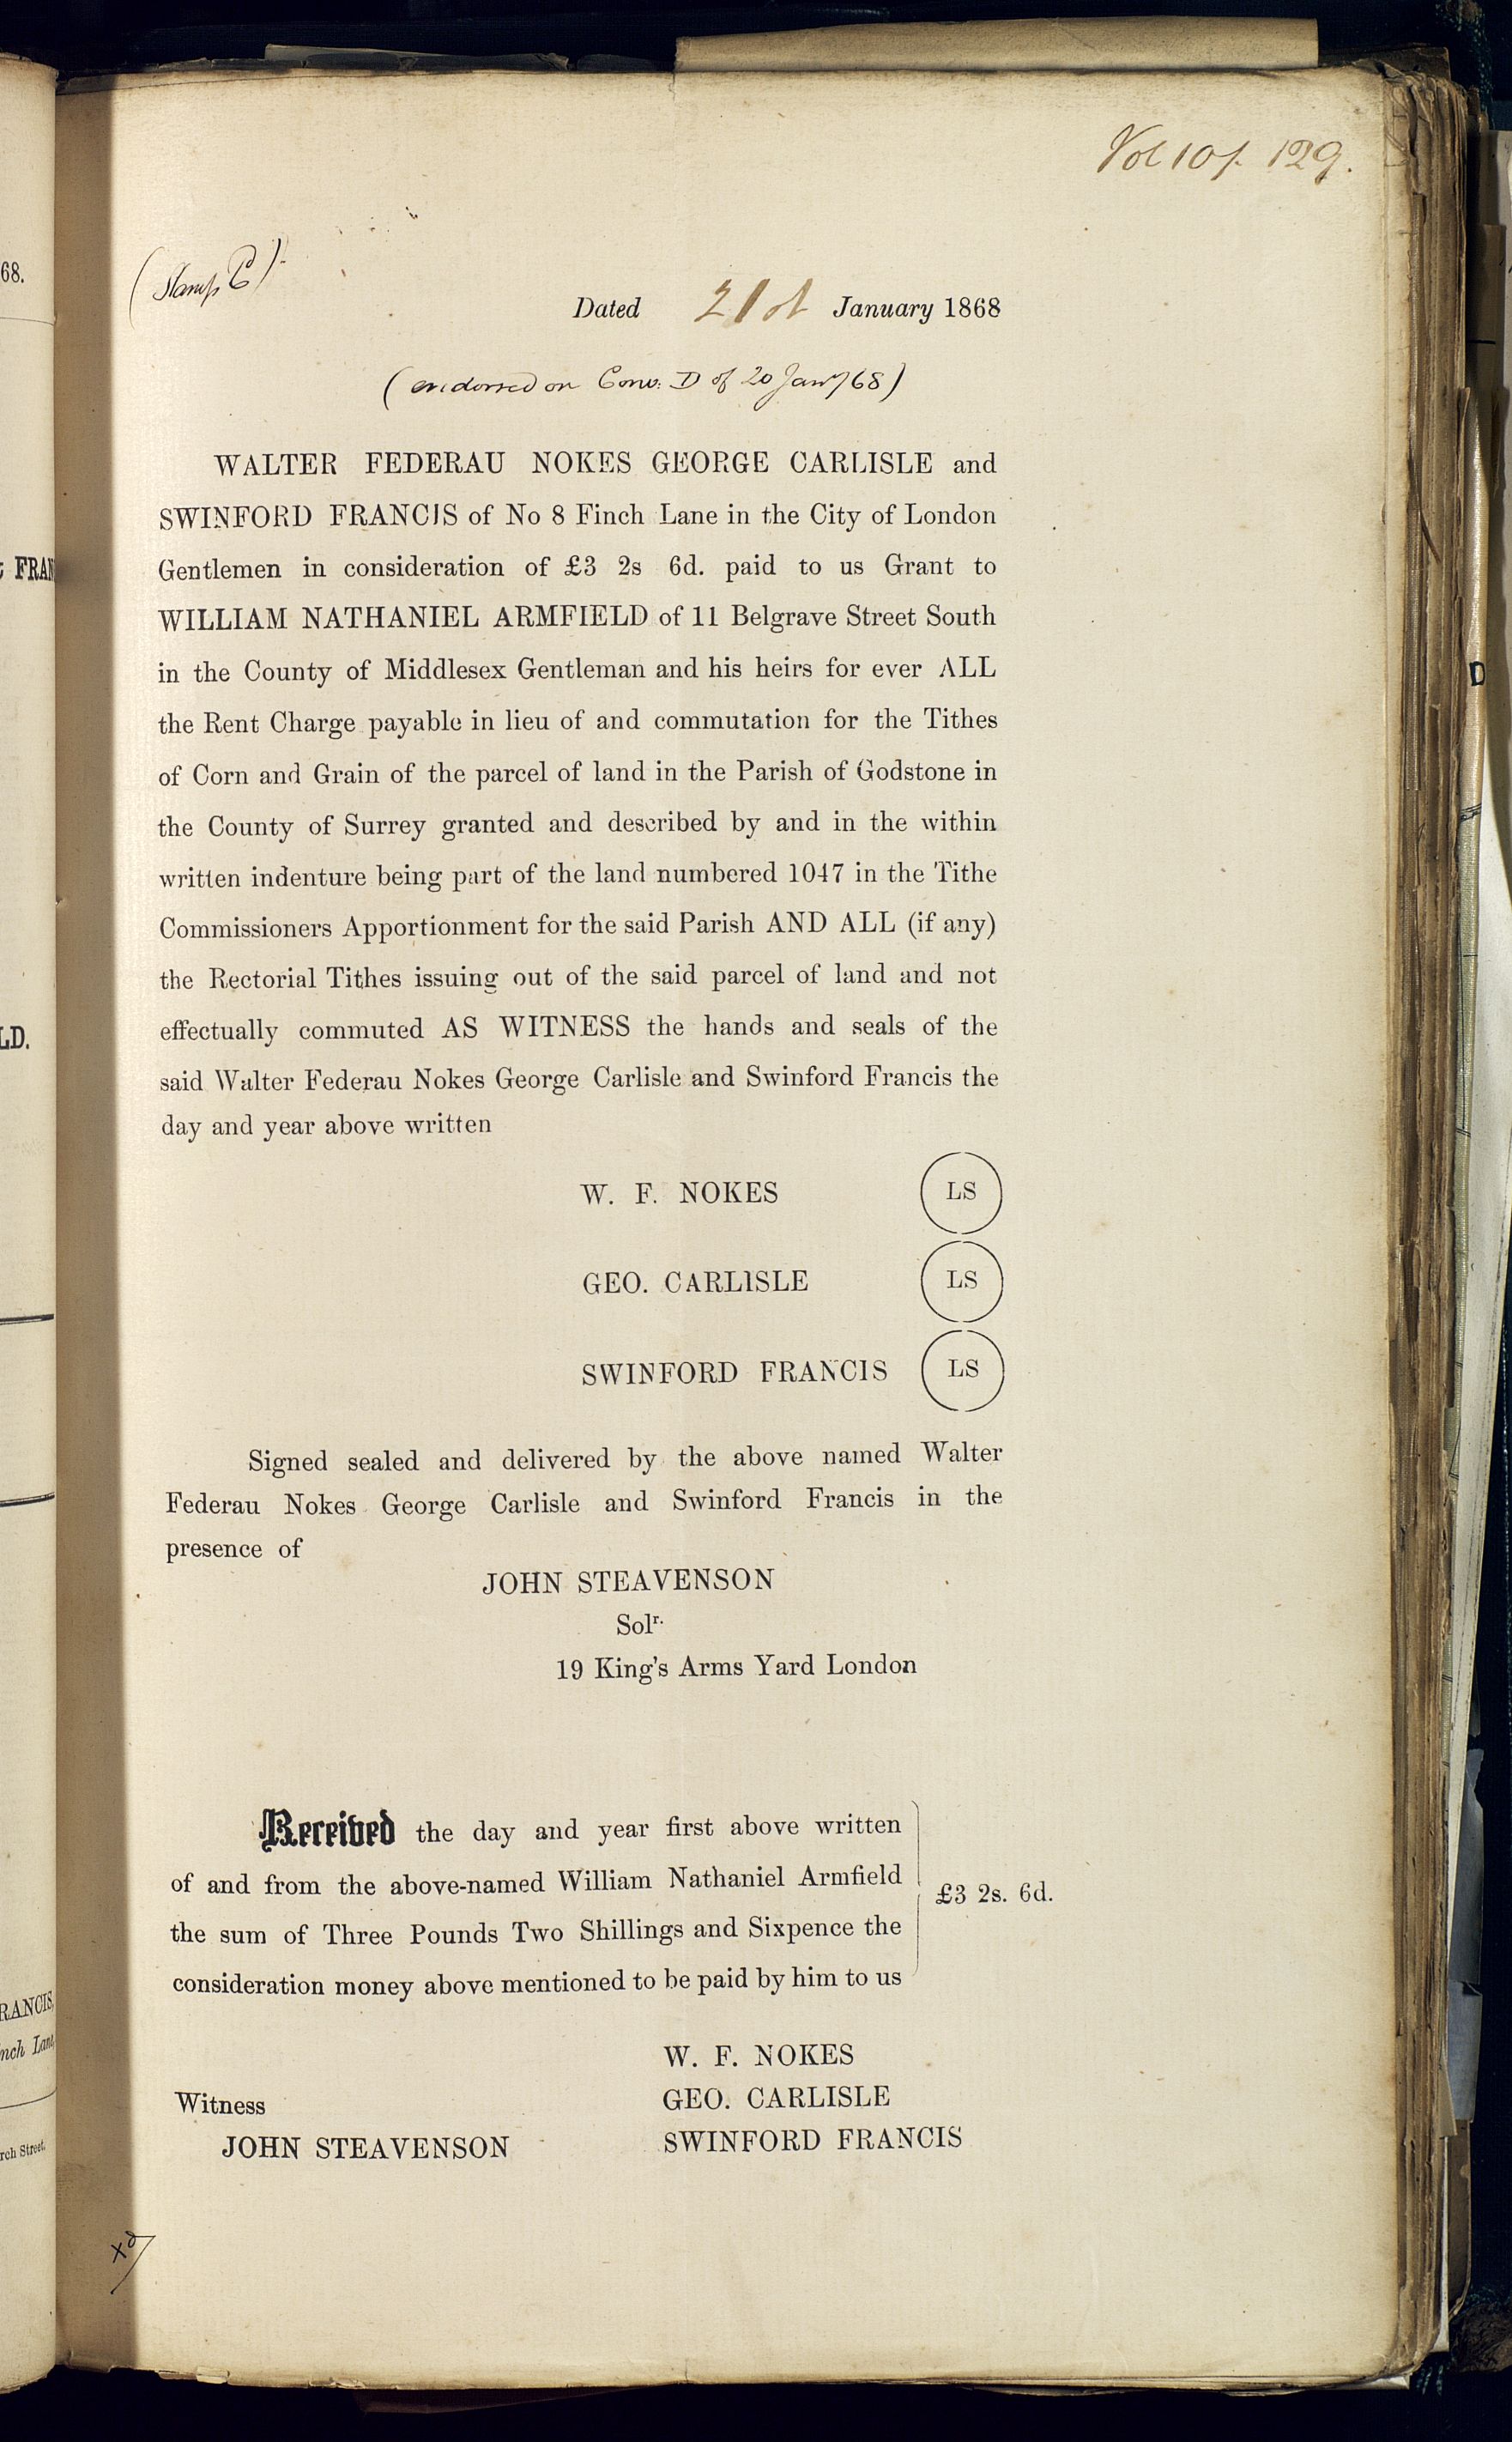 Vol 10 p. 129.
(Stamp £)
Dated 21st January 1868
(endorsed on Conv: D of 20 Jany/68)
WALTER FEDERAU NOKES GEORGE CARLISLE and
SWINFORD FRANCIS of No 8 Finch Lane in the City of London
Gentlemen in consideration of £3 2s 6d. paid to us Grant to
WILLIAM NATHANIEL ARMFIELD of 11 Belgrave Street South
in the County of Middlesex Gentleman and his heirs for ever ALL
the Rent Charge payable in lieu of and commutation for the Tithes
of Corn and Grain of the parcel of land in the Parish of Godstone in
the County of Surrey granted and described by and in the within
written indenture being part of the land numbered 1047 in the Tithe
Commissioners Apportionment for the said Parish AND ALL (if any)
the Rectorial Tithes issuing out of the said parcel of land and not
effectually commuted AS WITNESS the hands and seals of the
said Walter Federau Nokes George Carlisle and Swinford Francis the
day and year above written
W. F. NOKES LS
GEO. CARLISLE LS
SWINFORD FRANCIS LS
Signed sealed and delivered by the above named Walter
Federau Nokes George Carlisle and Swinford Francis in the
presence of
JOHN STEAVENSON
Solr.
19 King's Arms Yard London
Received the day and year first above written
of and from the above-named William Nathaniel Armfield
the sum of Three Pounds Two Shillings and Sixpence the
consideration money above mentioned to be paid by him to us
£3 2s. 6d.
W. F. NOKES
GEO. CARLISLE
SWINFORD FRANCIS
Witness
JOHN STEAVENSON
xd
68.
FRAN
LD.
RANCIS,
nch Lane,
rch Street.
D